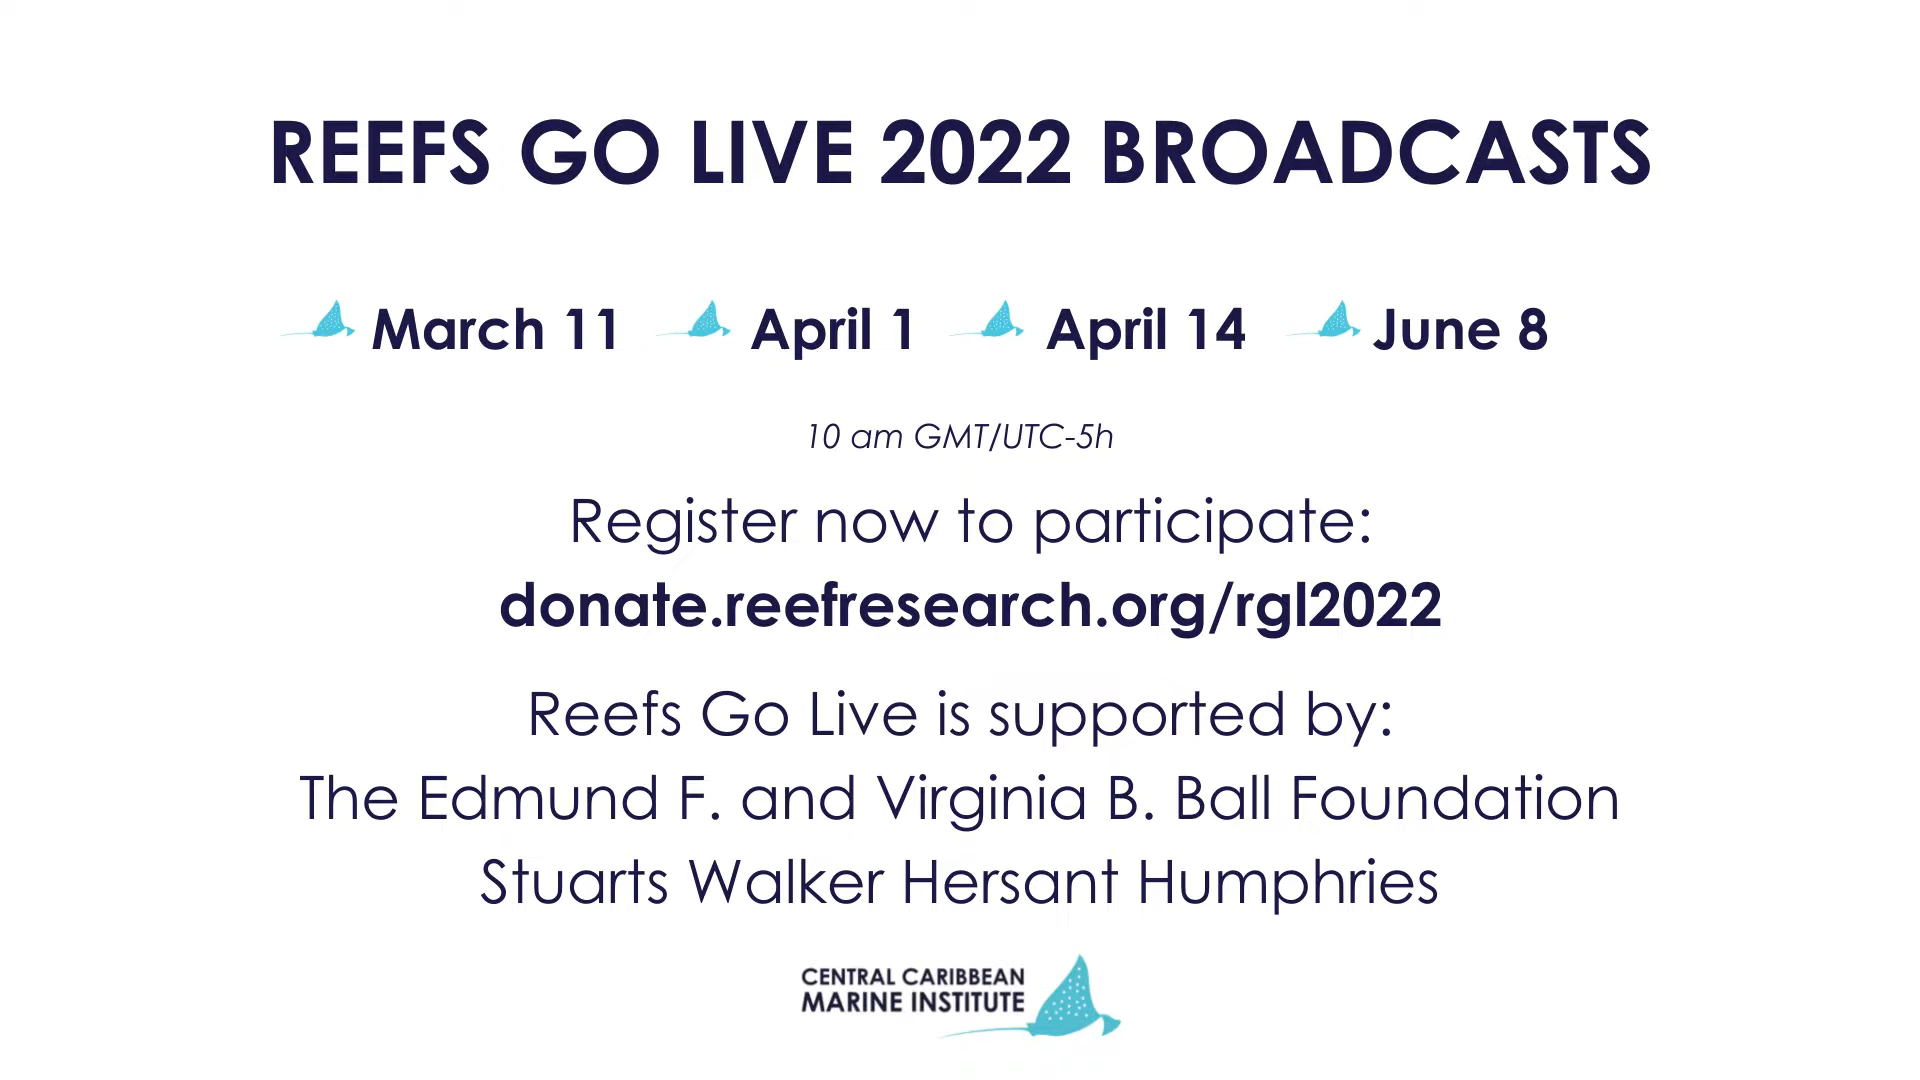 REEFS GO LIVE 2022 BROADCASTS
March 11 April 1 April 14 June 8
10 am GMT/UTC-5h
Register now to participate:
donate.reefresearch.org/rgl2022
Reefs Go Live is supported by:
The Edmund F. and Virginia B. Ball Foundation
Stuarts Walker Hersant Humphries
CENTRAL CARIBBEAN
MARINE INSTITUTE